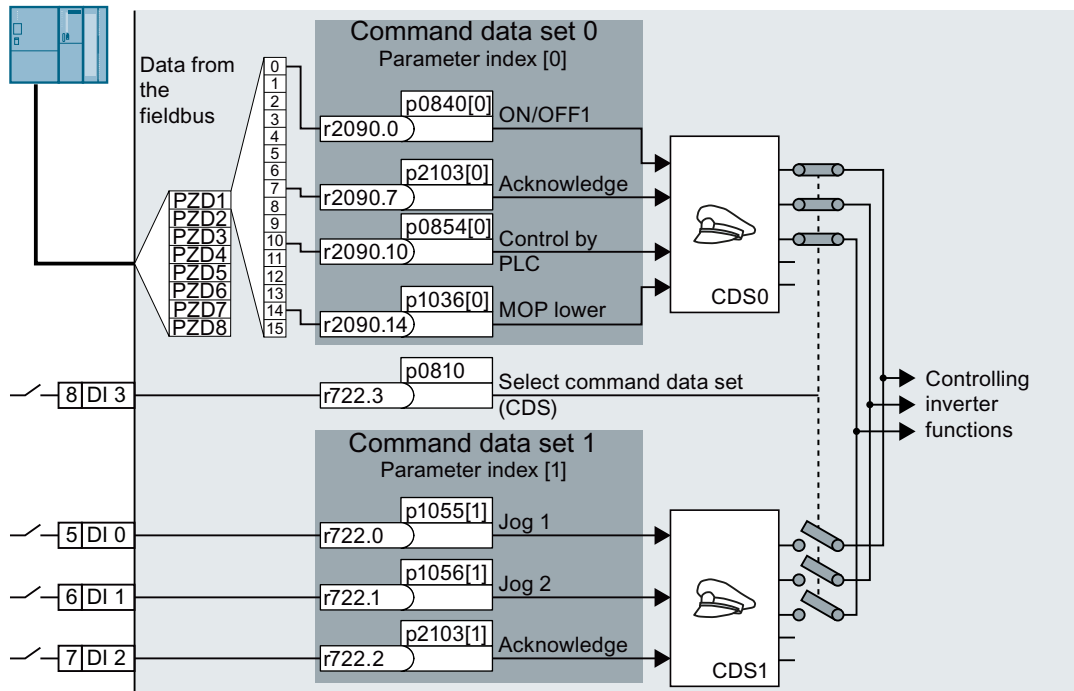 Command data set 0
Parameter index [0]
Data from
the
fieldbus
0
1
2
3
4
5
6
7
8
9
10
11
12
13
14
15
PZD1
PZD2
PZD3
PZD4
PZD5
PZD6
PZD7
PZD8
p0840[0]
r2090.0
ON/OFF1
p2103[0]
r2090.7
Acknowledge
p0854[0]
r2090.10
Control by
PLC
p1036[0]
r2090.14
MOP lower
CDS0
8 DI 3
p0810
r722.3
Select command data set
(CDS)
Controlling
inverter
functions
Command data set 1
Parameter index [1]
5 DI 0
p1055[1]
r722.0
Jog 1
6 DI 1
p1056[1]
r722.1
Jog 2
7 DI 2
p2103[1]
r722.2
Acknowledge
CDS1